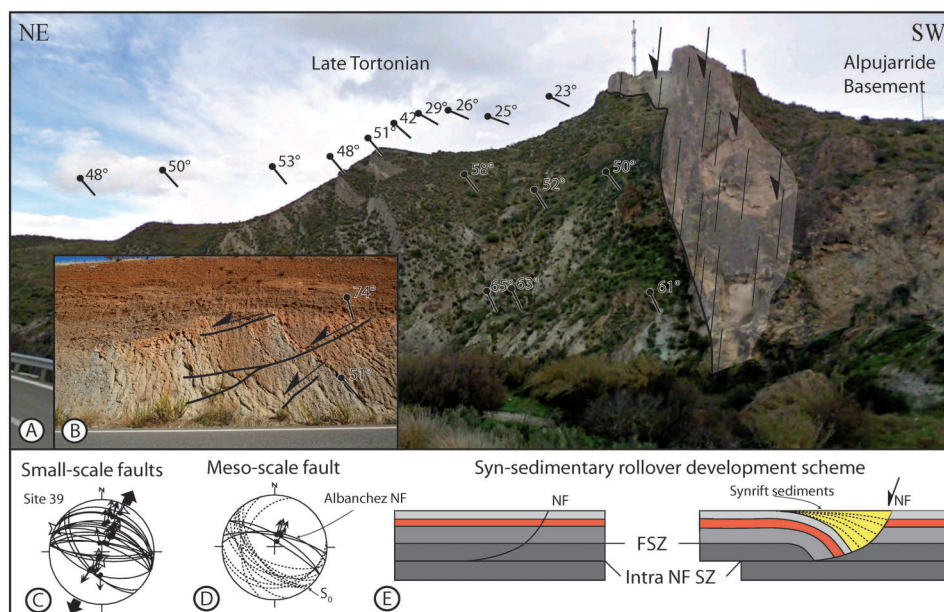 NE
SW
Late Tortonian
Alpujarride
Basement
23°
26°
29°
42°
25°
51°
48°
53°
50°
48°
58°
52°
50°
65°
63°
61°
74°
51°
A
B
Small-scale faults
Meso-scale fault
Syn-sedimentary rollover development scheme
Site 39
N
N
Albanchez NF
S₀
NF
Synrift sediments
NF
FSZ
Intra NF SZ
C
D
E